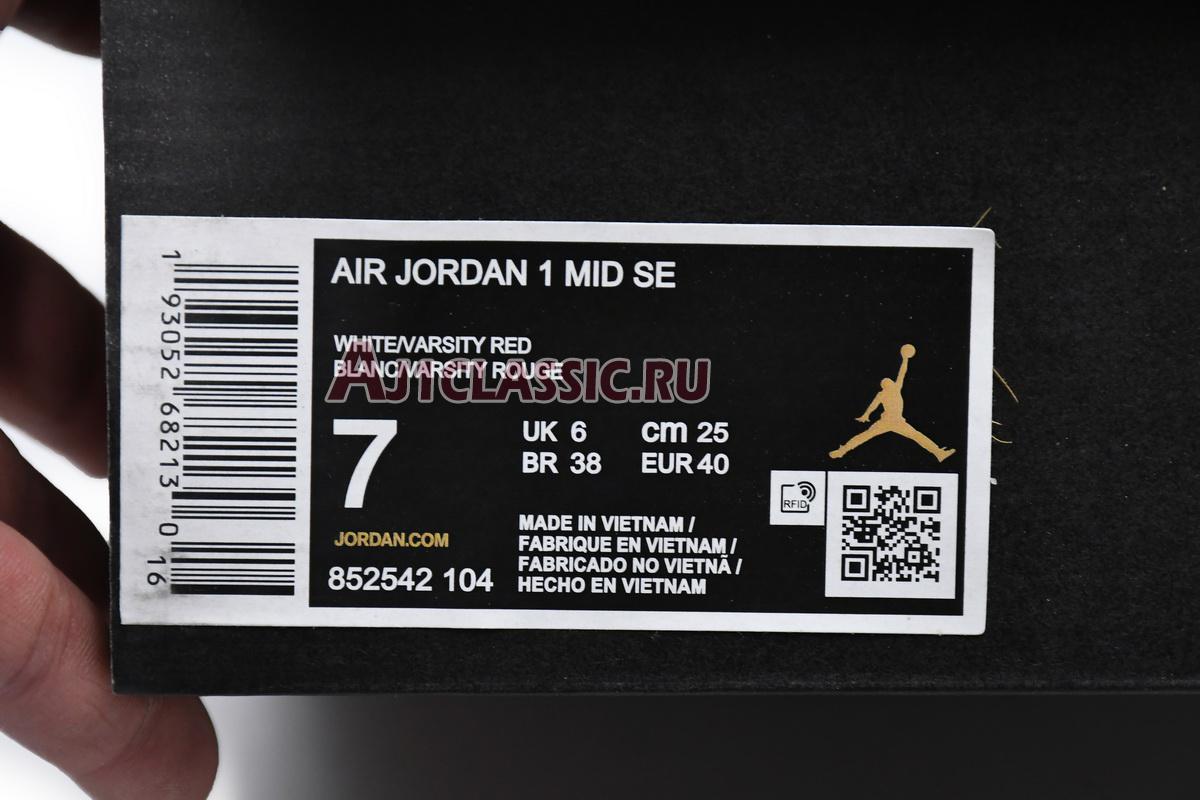 AIR JORDAN 1 MID SE
WHITE/VARSITY RED
BLANC/VARSITY ROUGE
AJ1CLASSIC.RU
7
UK 6 cm 25
BR 38 EUR 40
RFID
JORDAN.COM
852542 104
MADE IN VIETNAM /
FABRIQUE EN VIETNAM /
FABRICADO NO VIETNÃ /
HECHO EN VIETNAM
1 93052 68213 0 16